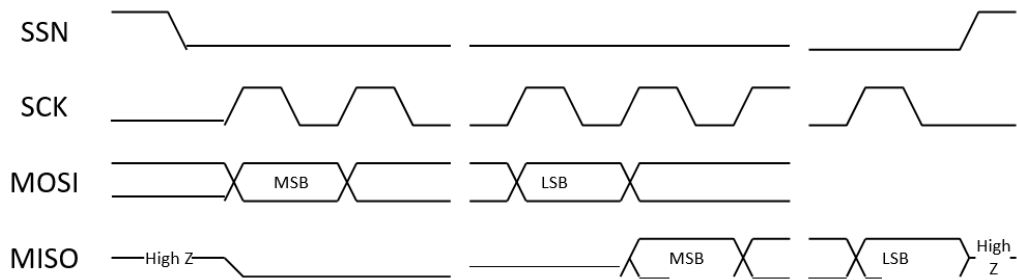 SSN
SCK
MOSI
MSB
LSB
MISO
High Z
MSB
LSB
High
Z